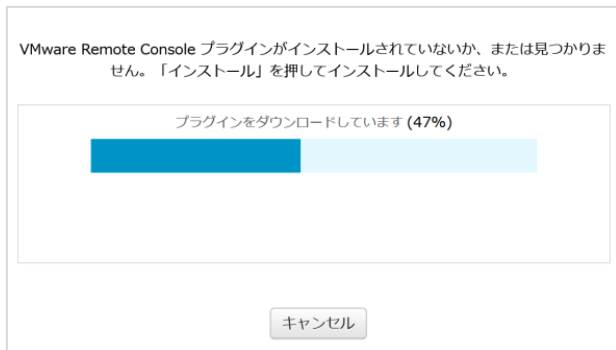 VMware Remote Console プラグインがインストールされていないか、または見つかりま
せん。「インストール」を押してインストールしてください。
プラグインをダウンロードしています (47%)
キャンセル